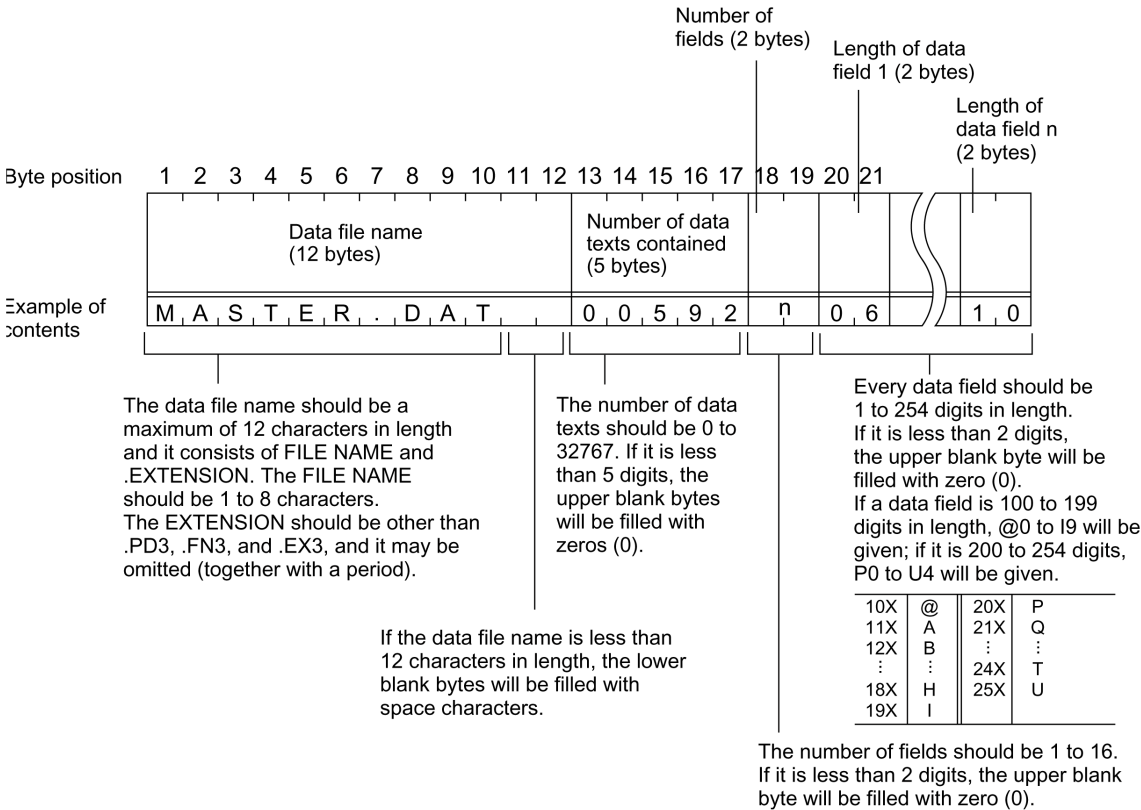 Number of
fields (2 bytes)
Length of data
field 1 (2 bytes)
Length of
data field n
(2 bytes)
Byte position 1 2 3 4 5 6 7 8 9 10 11 12 13 14 15 16 17 18 19 20 21
Data file name
(12 bytes)
Number of data
texts contained
(5 bytes)
Example of
contents
M A S T E R . D A T 0 0 5 9 2 n 0 6 1 0
The data file name should be a
maximum of 12 characters in length
and it consists of FILE NAME and
.EXTENSION. The FILE NAME
should be 1 to 8 characters.
The EXTENSION should be other than
.PD3, .FN3, and .EX3, and it may be
omitted (together with a period).
If the data file name is less than
12 characters in length, the lower
blank bytes will be filled with
space characters.
The number of data
texts should be 0 to
32767. If it is less
than 5 digits, the
upper blank bytes
will be filled with
zeros (0).
Every data field should be
1 to 254 digits in length.
If it is less than 2 digits,
the upper blank byte will be
filled with zero (0).
If a data field is 100 to 199
digits in length, @0 to I9 will be
given; if it is 200 to 254 digits,
P0 to U4 will be given.
10X @ 20X P
11X A 21X Q
12X B ⋮ ⋮
⋮ ⋮ 24X T
18X H 25X U
19X I
The number of fields should be 1 to 16.
If it is less than 2 digits, the upper blank
byte will be filled with zero (0).